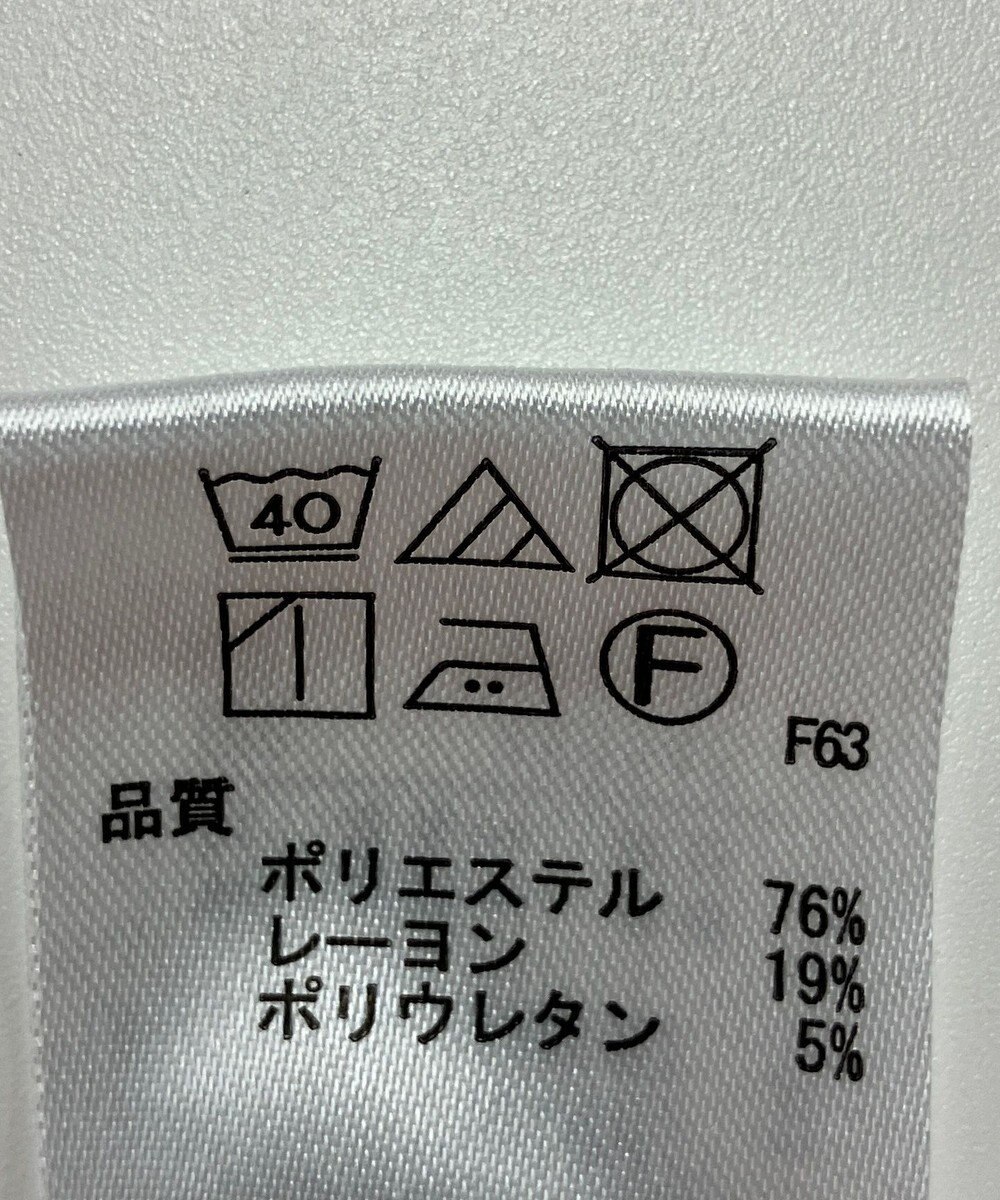 40
F
F63
品質
ポリエステル 76%
レーヨン 19%
ポリウレタン 5%